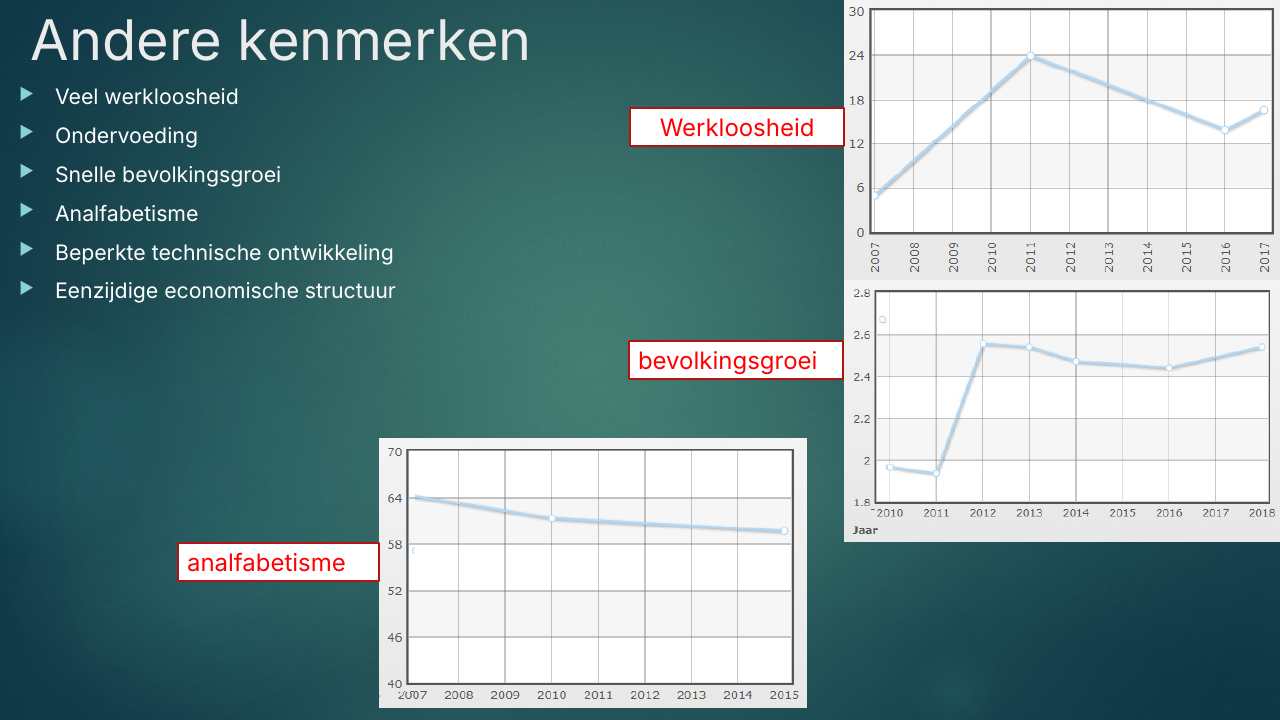 Andere kenmerken
Veel werkloosheid
Ondervoeding
Snelle bevolkingsgroei
Analfabetisme
Beperkte technische ontwikkeling
Eenzijdige economische structuur
Werkloosheid
30
24
18
12
6
0
2007 2008 2009 2010 2011 2012 2013 2014 2015 2016 2017
bevolkingsgroei
2.8
2.6
2.4
2.2
2
1.8
2010 2011 2012 2013 2014 2015 2016 2017 2018
Jaar
analfabetisme
70
64
58
52
46
40
2007 2008 2009 2010 2011 2012 2013 2014 2015